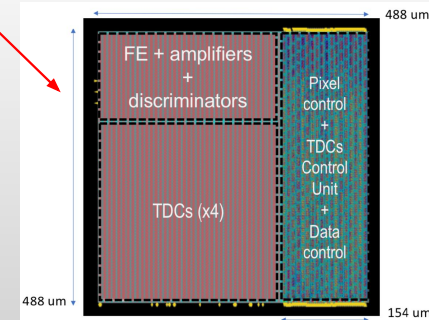 488 um
FE + amplifiers
+
discriminators
Pixel
control
+
TDCs
Control
Unit
+
Data
control
TDCs (x4)
488 um
154 um